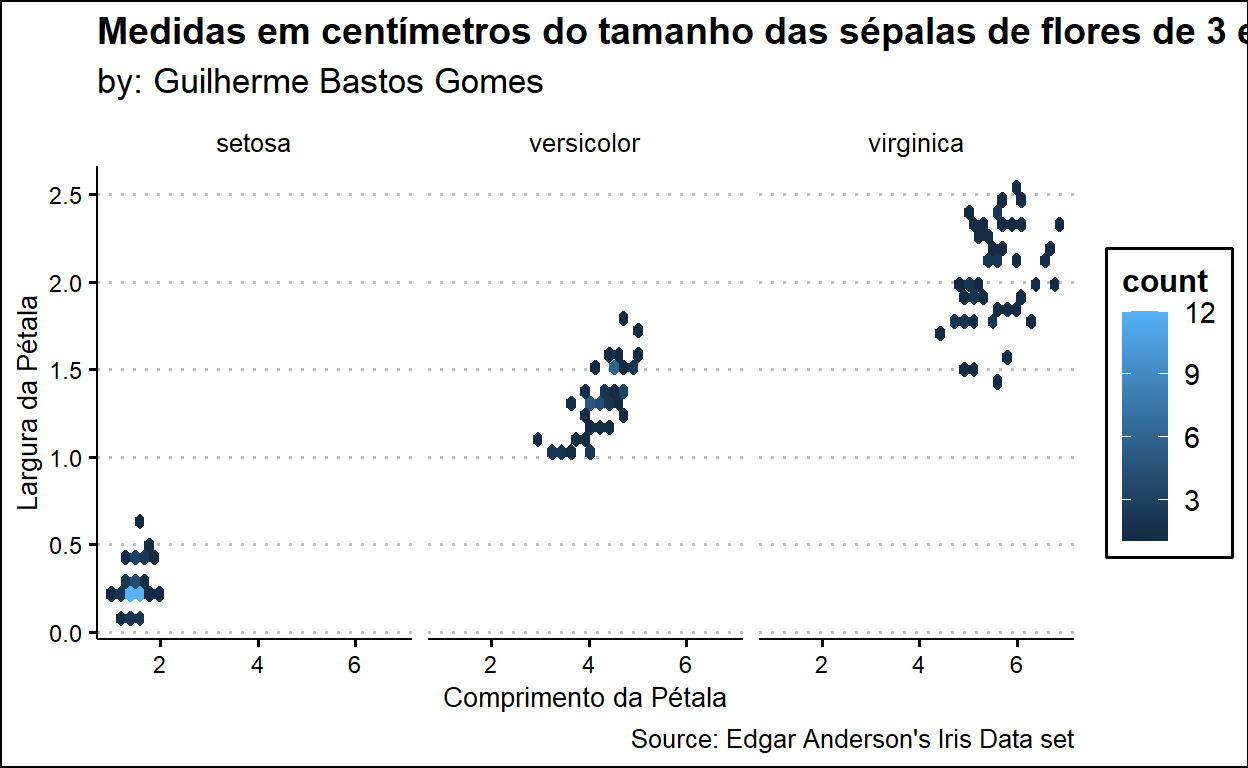 Medidas em centímetros do tamanho das sépalas de flores de 3
by: Guilherme Bastos Gomes
setosa versicolor virginica
2.5
2.0
1.5
1.0
0.5
0.0
Largura da Pétala
2 4 6 2 4 6 2 4 6
Comprimento da Pétala
Source: Edgar Anderson's Iris Data set
count
12
9
6
3